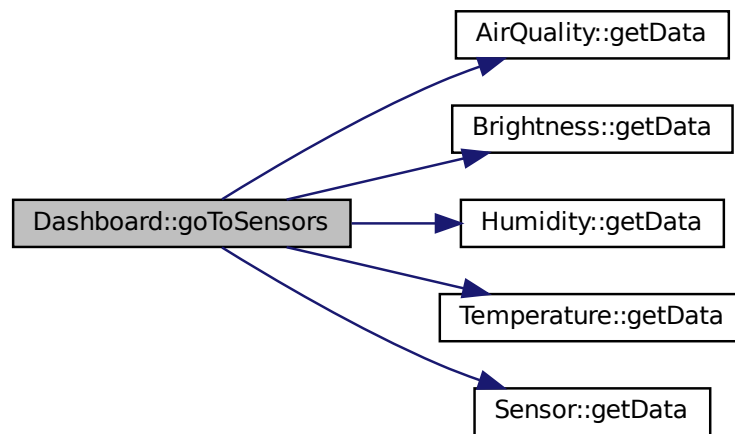 AirQuality::getData
Brightness::getData
Dashboard::goToSensors
Humidity::getData
Temperature::getData
Sensor::getData